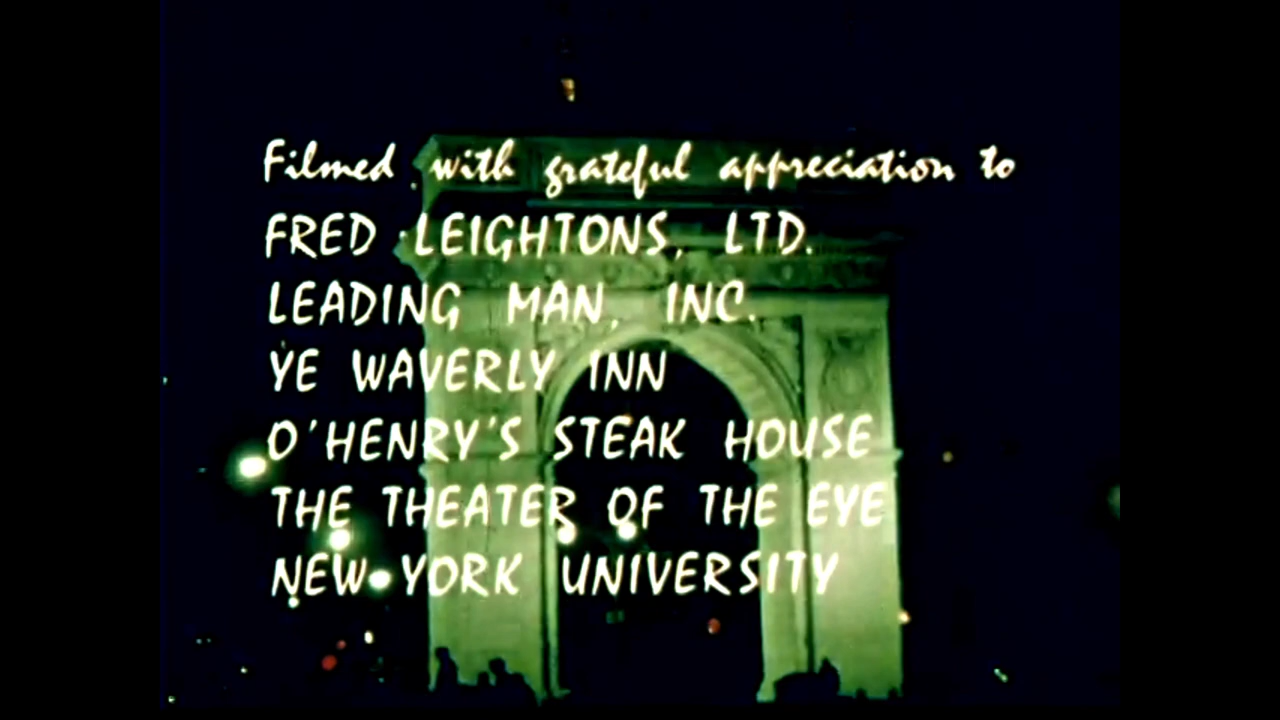 Filmed with grateful appreciation to
FRED LEIGHTONS, LTD.
LEADING MAN, INC.
YE WAVERLY INN
O'HENRY'S STEAK HOUSE
THE THEATER OF THE EYE
NEW YORK UNIVERSITY